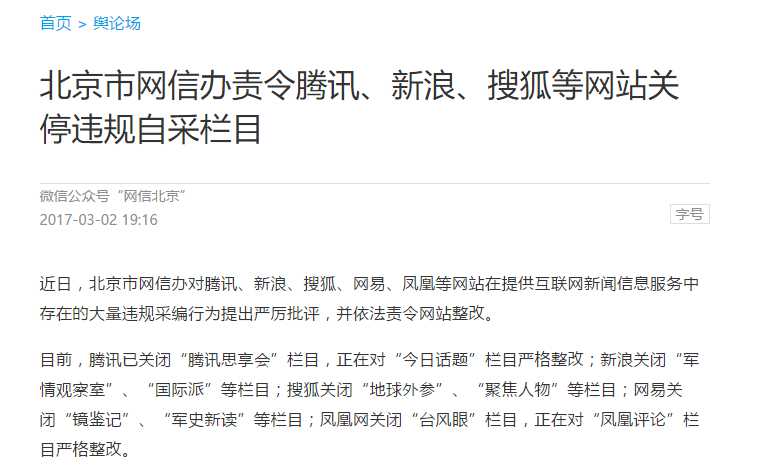 首页 > 舆论场
北京市网信办责令腾讯、新浪、搜狐等网站关
停违规自采栏目
微信公众号“网信北京”
2017-03-02 19:16
字号
近日，北京市网信办对腾讯、新浪、搜狐、网易、凤凰等网站在提供互联网新闻信息服务中
存在的大量违规采编行为提出严厉批评，并依法责令网站整改。
目前，腾讯已关闭“腾讯思享会”栏目，正在对“今日话题”栏目严格整改；新浪关闭“军
情观察室”、“国际派”等栏目；搜狐关闭“地球外参”、“聚焦人物”等栏目；网易关
闭“镜鉴记”、“军史新读”等栏目；凤凰网关闭“台风眼”栏目，正在对“凤凰评论”栏
目严格整改。